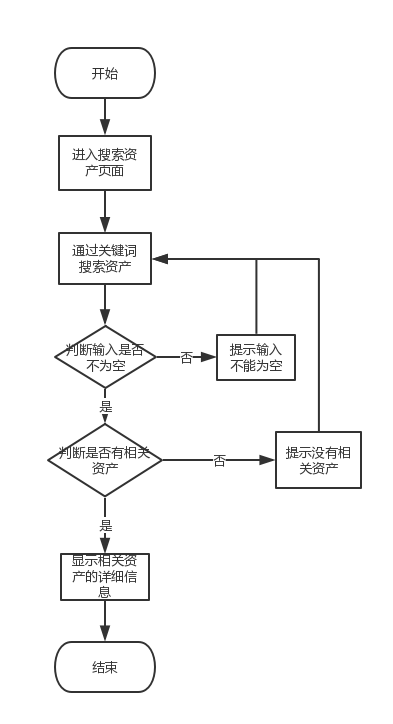 开始
进入搜索资
产页面
通过关键词
搜索资产
判断输入是否
不为空
否
提示输入
不能为空
是
判断是否有相关
资产
否
提示没有相
关资产
是
显示相关资
产的详细信
息
结束